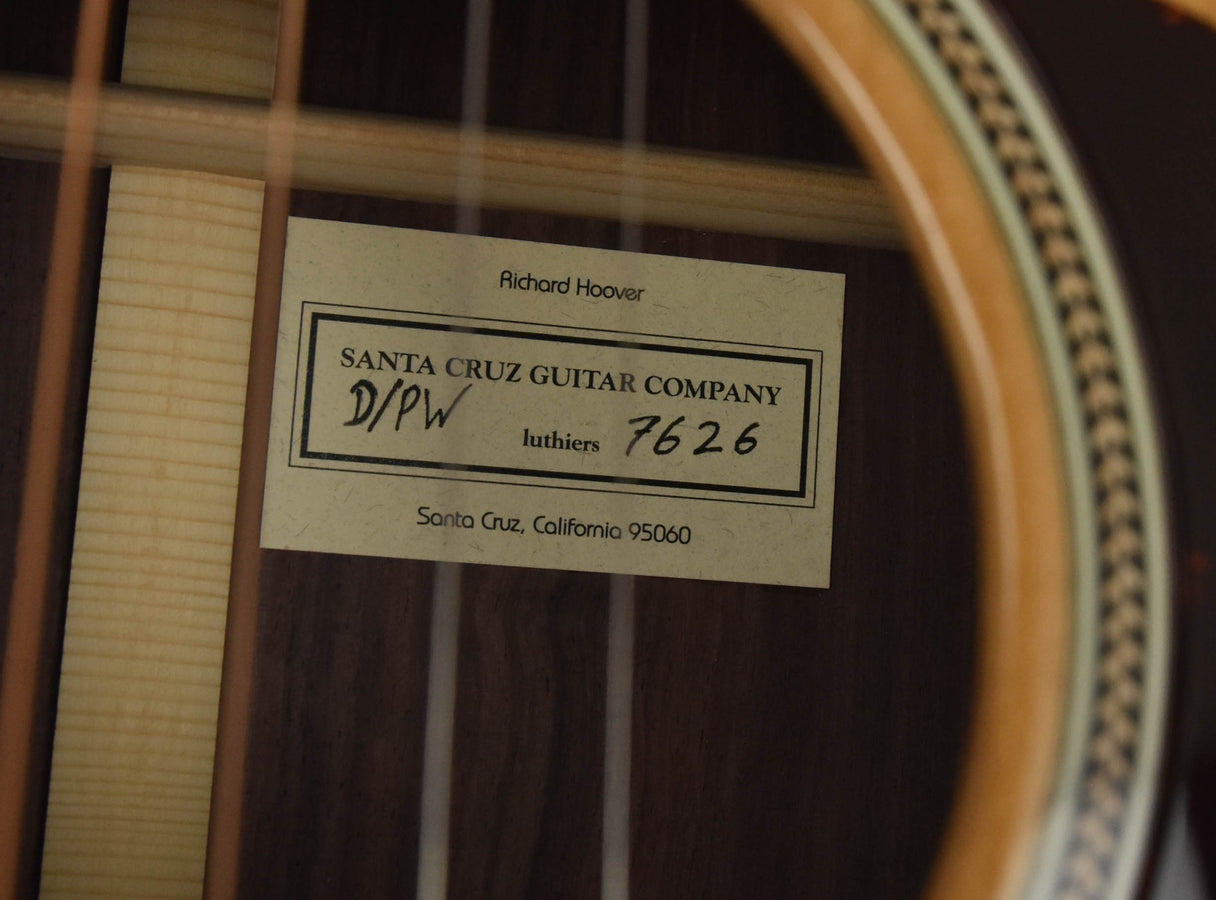 Richard Hoover
SANTA CRUZ GUITAR COMPANY
D/PW luthiers 7626
Santa Cruz, California 95060